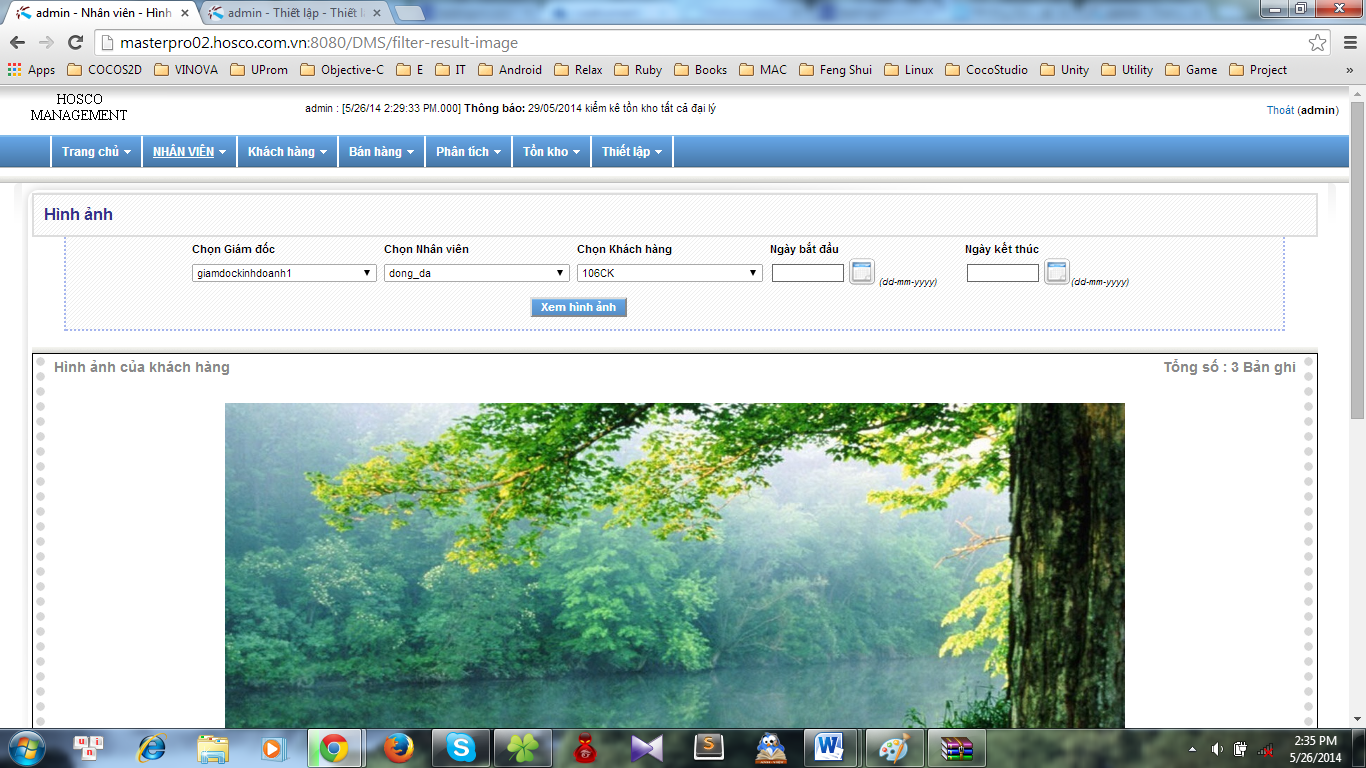 admin - Nhân viên - Hình
admin - Thiết lập - Thiết l
masterpro02.hosco.com.vn:8080/DMS/filter-result-image
Apps COCOS2D VINOVA UProm Objective-C E IT Android Relax Ruby Books MAC Feng Shui Linux CocoStudio Unity Utility Game Project »
HOSCO
MANAGEMENT
admin : [5/26/14 2:29:33 PM.000] Thông báo: 29/05/2014 kiểm kê tồn kho tất cả đại lý
Thoát (admin)
Trang chủ NHÂN VIÊN Khách hàng Bán hàng Phân tích Tồn kho Thiết lập
Hình ảnh
Chọn Giám đốc Chọn Nhân viên Chọn Khách hàng Ngày bắt đầu Ngày kết thúc
giamdockinhdoanh1 dong_da 106CK (dd-mm-yyyy) (dd-mm-yyyy)
Xem hình ảnh
Hình ảnh của khách hàng Tổng số : 3 Bản ghi
2:35 PM
5/26/2014